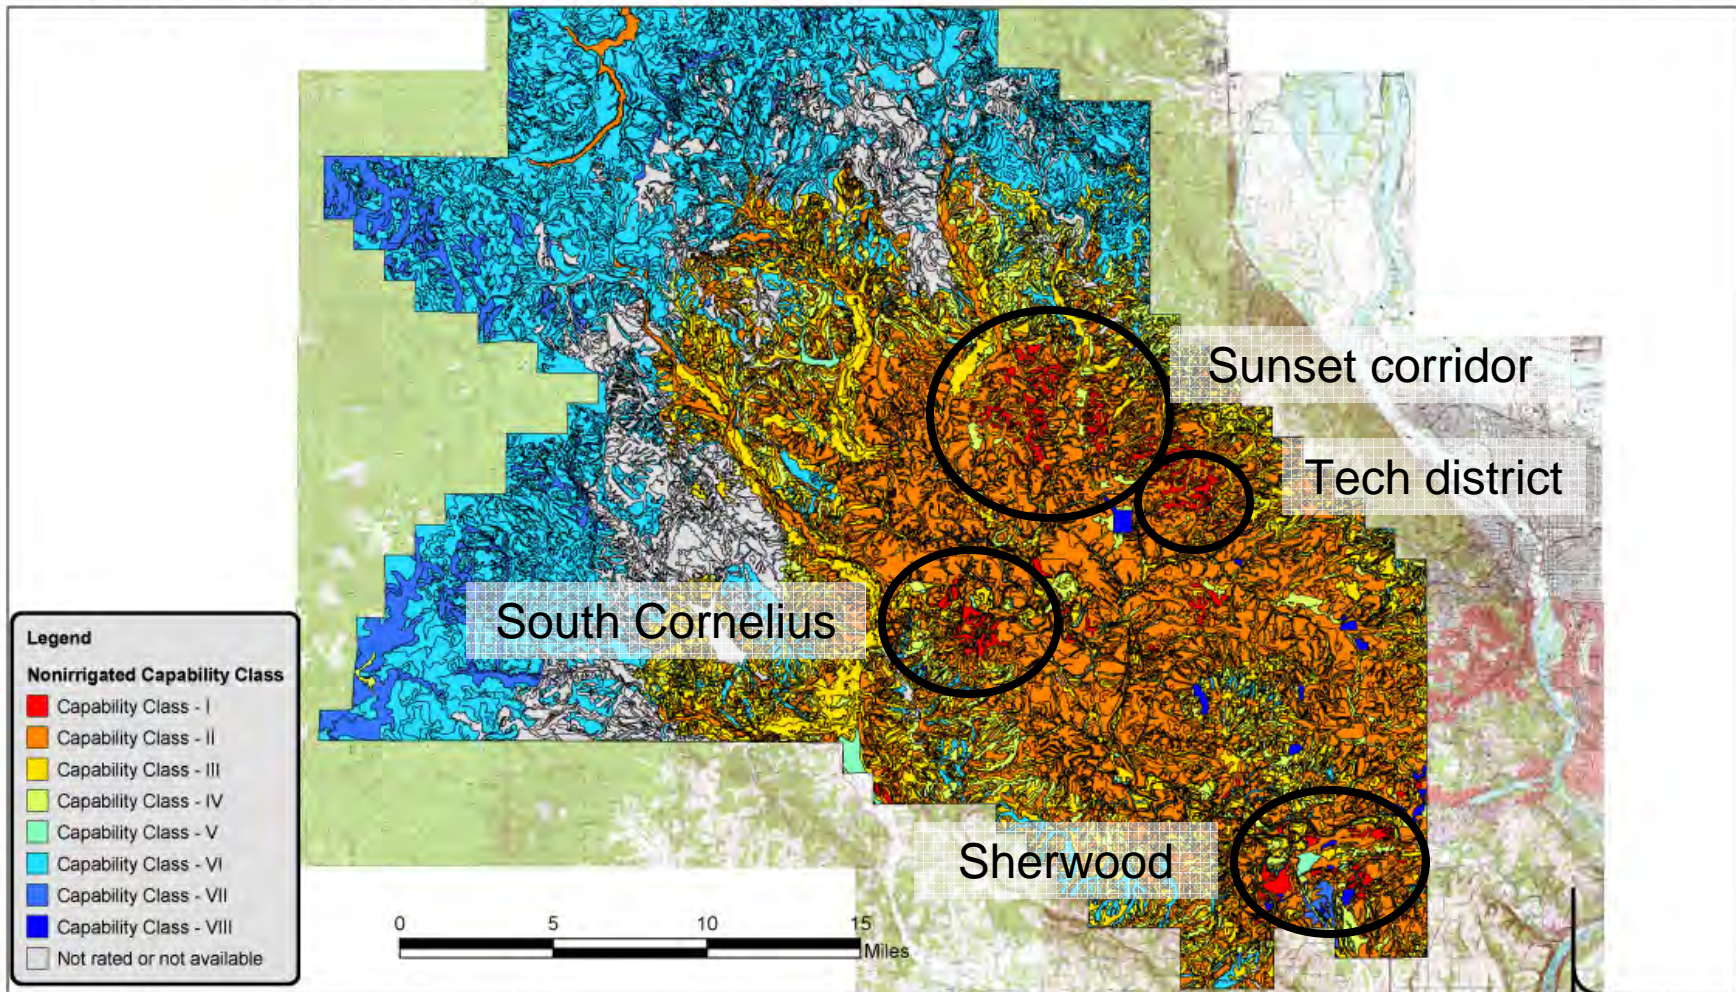 Sunset corridor
Tech district
South Cornelius
Sherwood
Legend
Nonirrigated Capability Class
Capability Class - I
Capability Class - II
Capability Class - III
Capability Class - IV
Capability Class - V
Capability Class - VI
Capability Class - VII
Capability Class - VIII
Not rated or not available
0 5 10 15
Miles